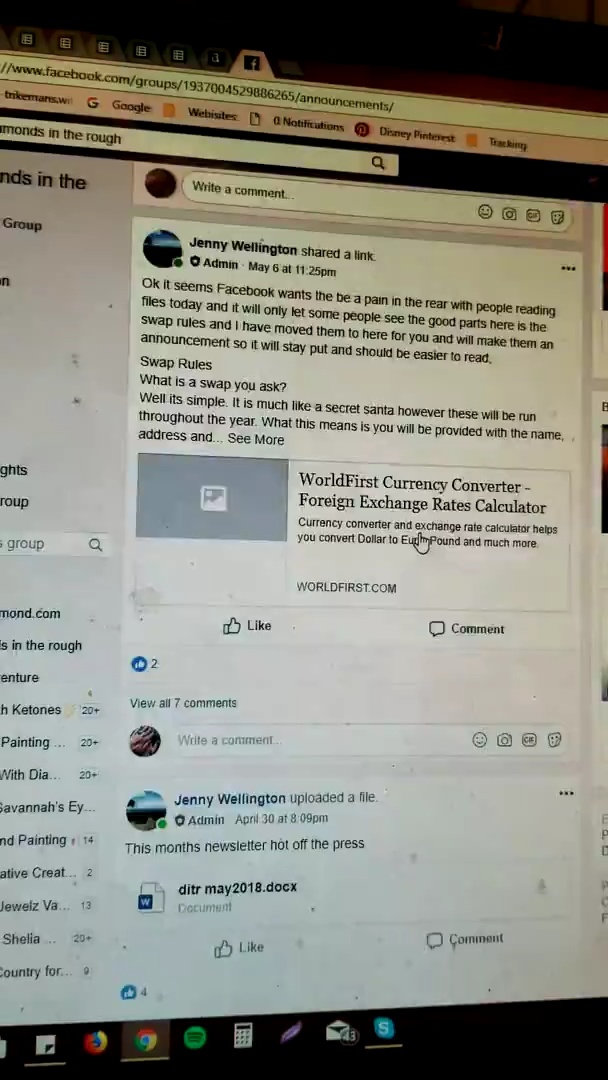 //www.facebook.com/groups/1937004529886265/announcements/
Google
Webisites
0 Notifications
Disney Pinterest
Tracking
monds in the rough
nds in the
Group
Write a comment...
Jenny Wellington shared a link.
Admin · May 6 at 11:25pm
Ok it seems Facebook wants the be a pain in the rear with people reading
files today and it will only let some people see the good parts here is the
swap rules and I have moved them to here for you and will make them an
announcement so it will stay put and should be easier to read.
Swap Rules
What is a swap you ask?
Well its simple. It is much like a secret santa however these will be run
throughout the year. What this means is you will be provided with the name,
address and... See More
ghts
roup
s group
WorldFirst Currency Converter -
Foreign Exchange Rates Calculator
Currency converter and exchange rate calculator helps
you convert Dollar to Euro Pound and much more.
WORLDFIRST.COM
Like
Comment
2
View all 7 comments
Write a comment...
mond.com
s in the rough
enture
h Ketones 20+
Painting ... 20+
With Dia... 20+
Savannah's Ey...
nd Painting 14
ative Creat... 2
Jewelz Va... 13
Shelia ... 20+
Country for... 9
Jenny Wellington uploaded a file.
Admin April 30 at 8:09pm
This months newsletter hot off the press
ditr may2018.docx
Document
Like
Comment
4
43